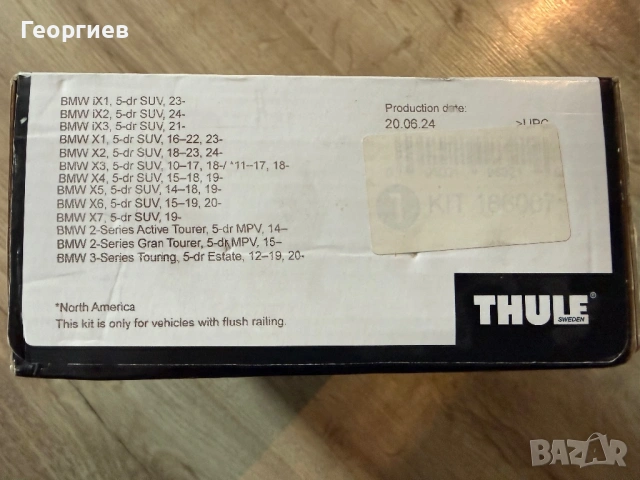 Георгиев
BMW iX1, 5-dr SUV, 23-
BMW iX2, 5-dr SUV, 24-
BMW iX3, 5-dr SUV, 21-
BMW X1, 5-dr SUV, 16–22, 23-
BMW X2, 5-dr SUV, 18–23, 24-
BMW X3, 5-dr SUV, 10–17, 18-/ *11–17, 18-
BMW X4, 5-dr SUV, 15–18, 19-
BMW X5, 5-dr SUV, 14–18, 19-
BMW X6, 5-dr SUV, 15–19, 20-
BMW X7, 5-dr SUV, 19-
BMW 2-Series Active Tourer, 5-dr MPV, 14–
BMW 2-Series Gran Tourer, 5-dr MPV, 15–
BMW 3-Series Touring, 5-dr Estate, 12–19, 20-
*North America
This kit is only for vehicles with flush railing.
Production date:
20.06.24 >UPC
KIT
THULE®
SWEDEN
BAZAR